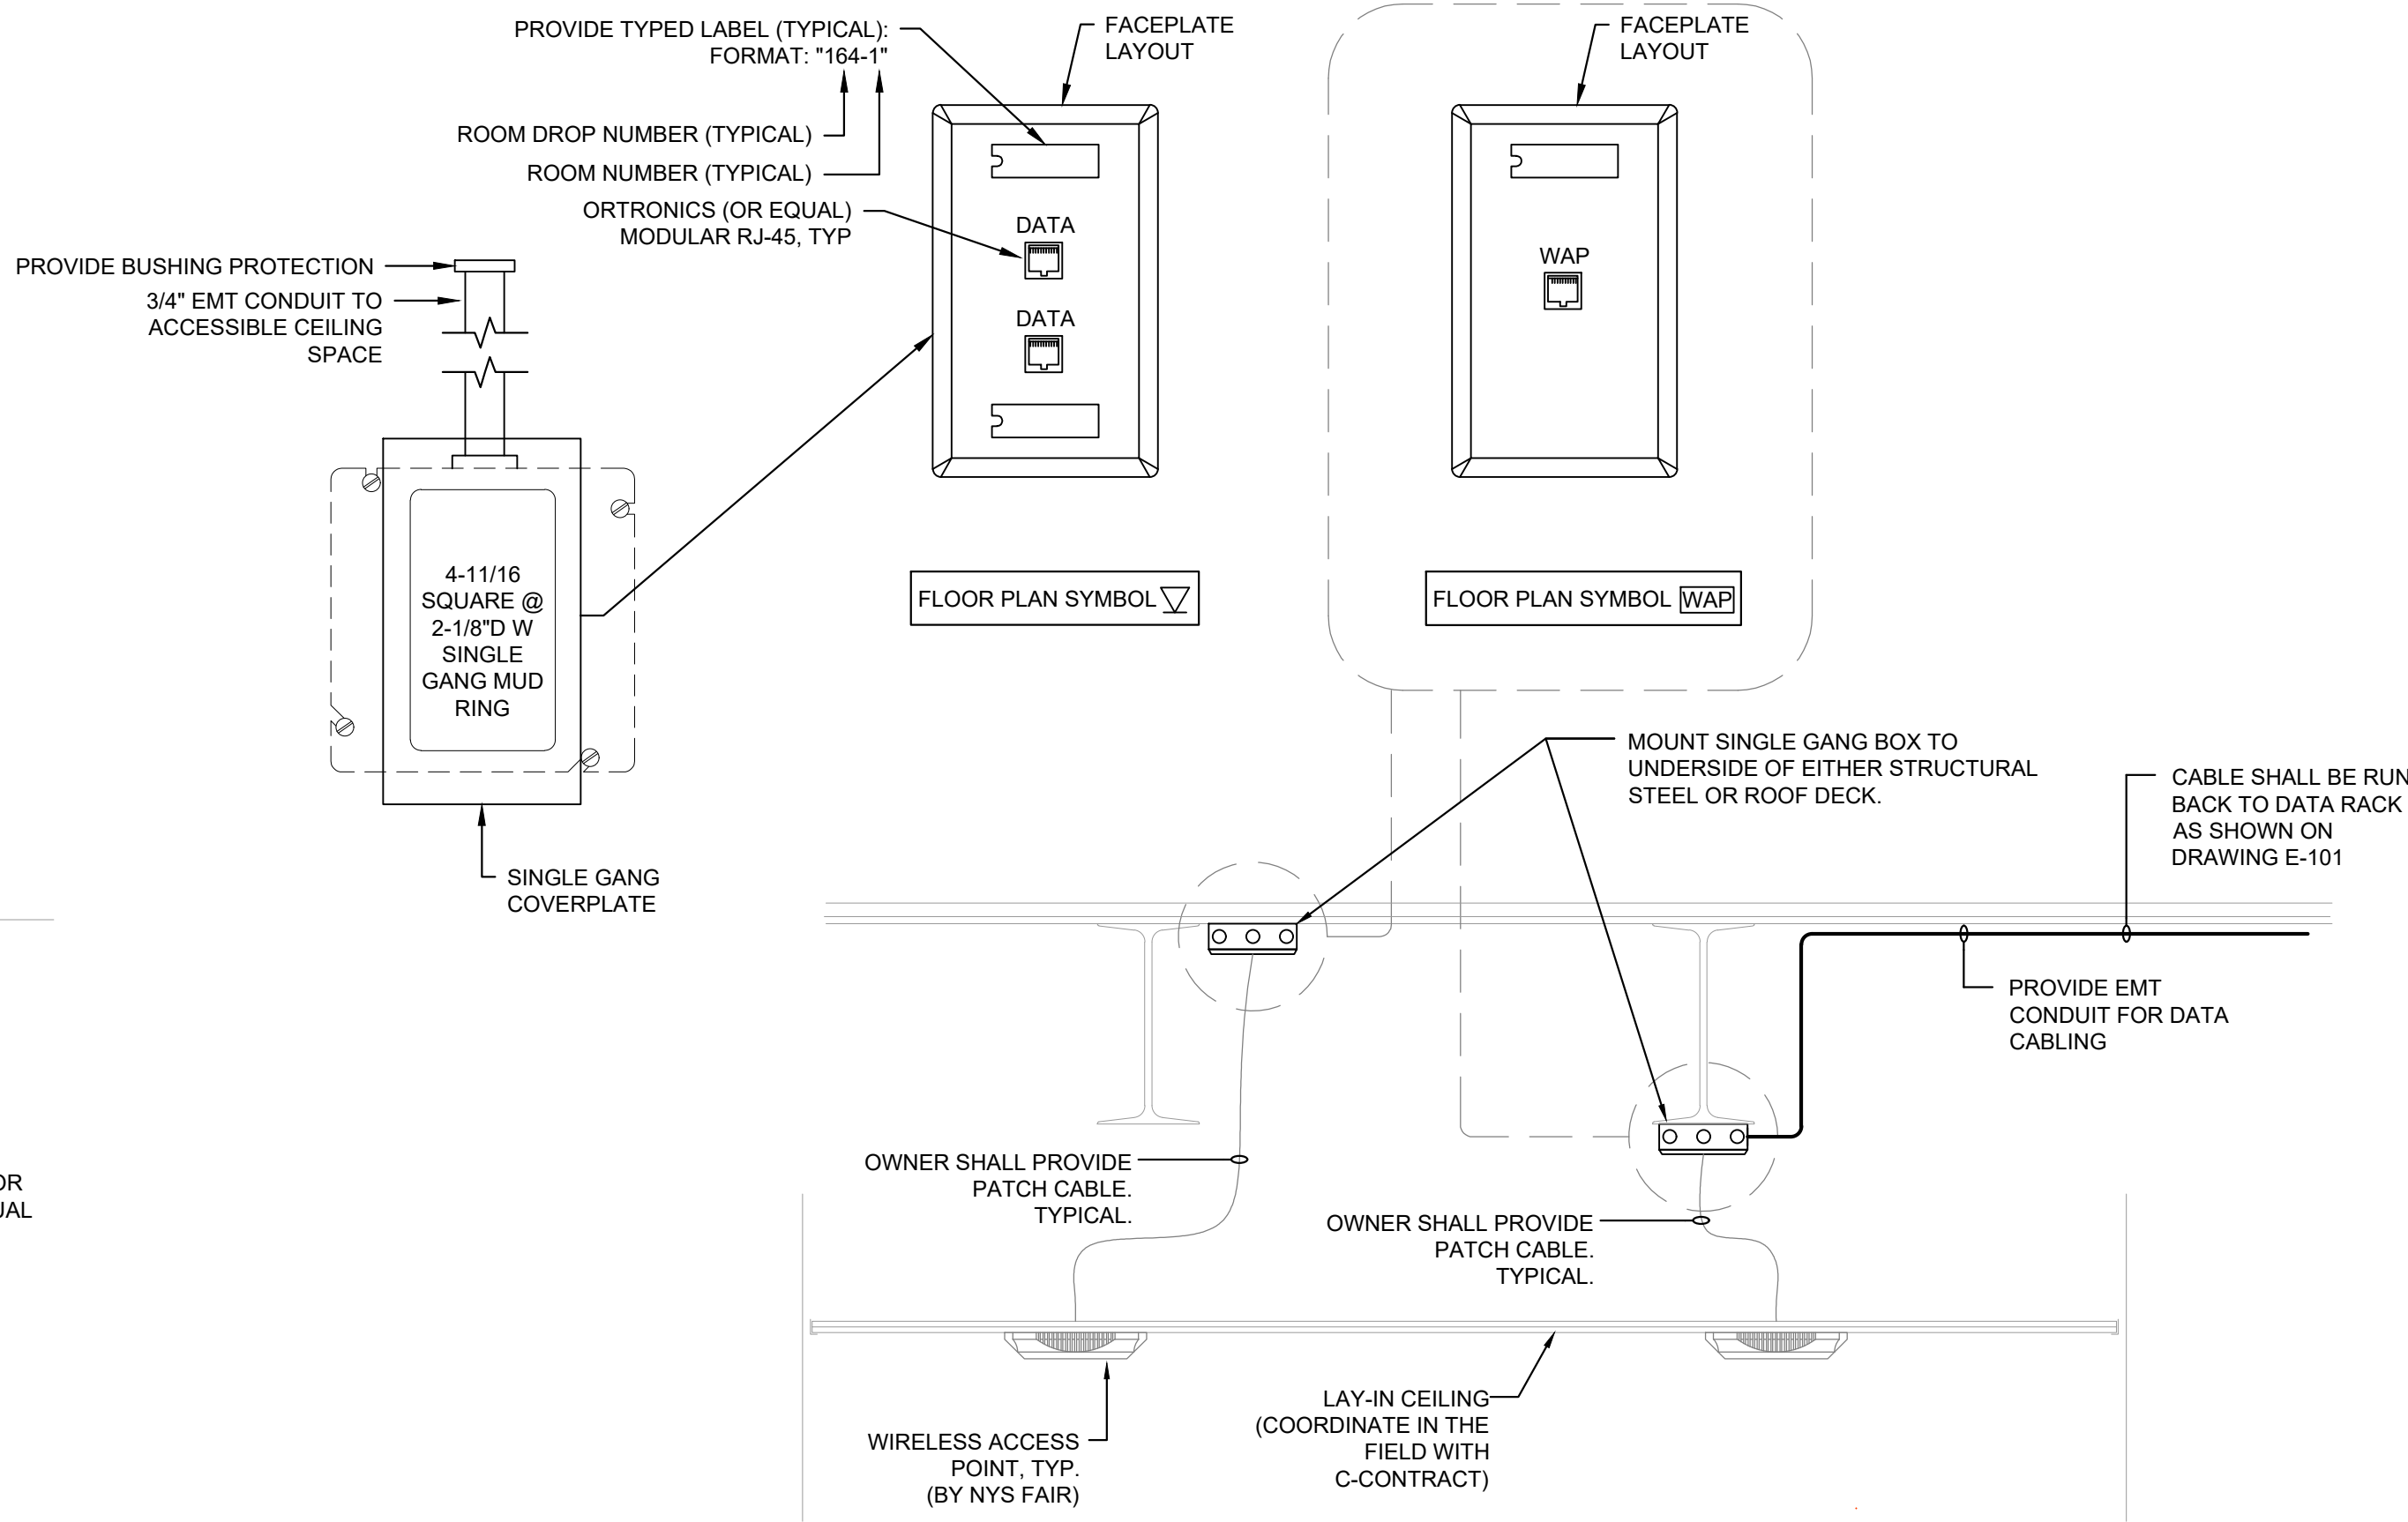 PROVIDE TYPED LABEL (TYPICAL):
FORMAT: "164-1"
ROOM DROP NUMBER (TYPICAL)
ROOM NUMBER (TYPICAL)
ORTRONICS (OR EQUAL)
MODULAR RJ-45, TYP
FACEPLATE
LAYOUT
DATA
DATA
FLOOR PLAN SYMBOL
FACEPLATE
LAYOUT
WAP
FLOOR PLAN SYMBOL WAP
PROVIDE BUSHING PROTECTION
3/4" EMT CONDUIT TO
ACCESSIBLE CEILING
SPACE
4-11/16
SQUARE @
2-1/8"D W
SINGLE
GANG MUD
RING
SINGLE GANG
COVERPLATE
MOUNT SINGLE GANG BOX TO
UNDERSIDE OF EITHER STRUCTURAL
STEEL OR ROOF DECK.
CABLE SHALL BE RUN
BACK TO DATA RACK
AS SHOWN ON
DRAWING E-101
PROVIDE EMT
CONDUIT FOR DATA
CABLING
OR
UAL
OWNER SHALL PROVIDE
PATCH CABLE.
TYPICAL.
OWNER SHALL PROVIDE
PATCH CABLE.
TYPICAL.
WIRELESS ACCESS
POINT, TYP.
(BY NYS FAIR)
LAY-IN CEILING
(COORDINATE IN THE
FIELD WITH
C-CONTRACT)